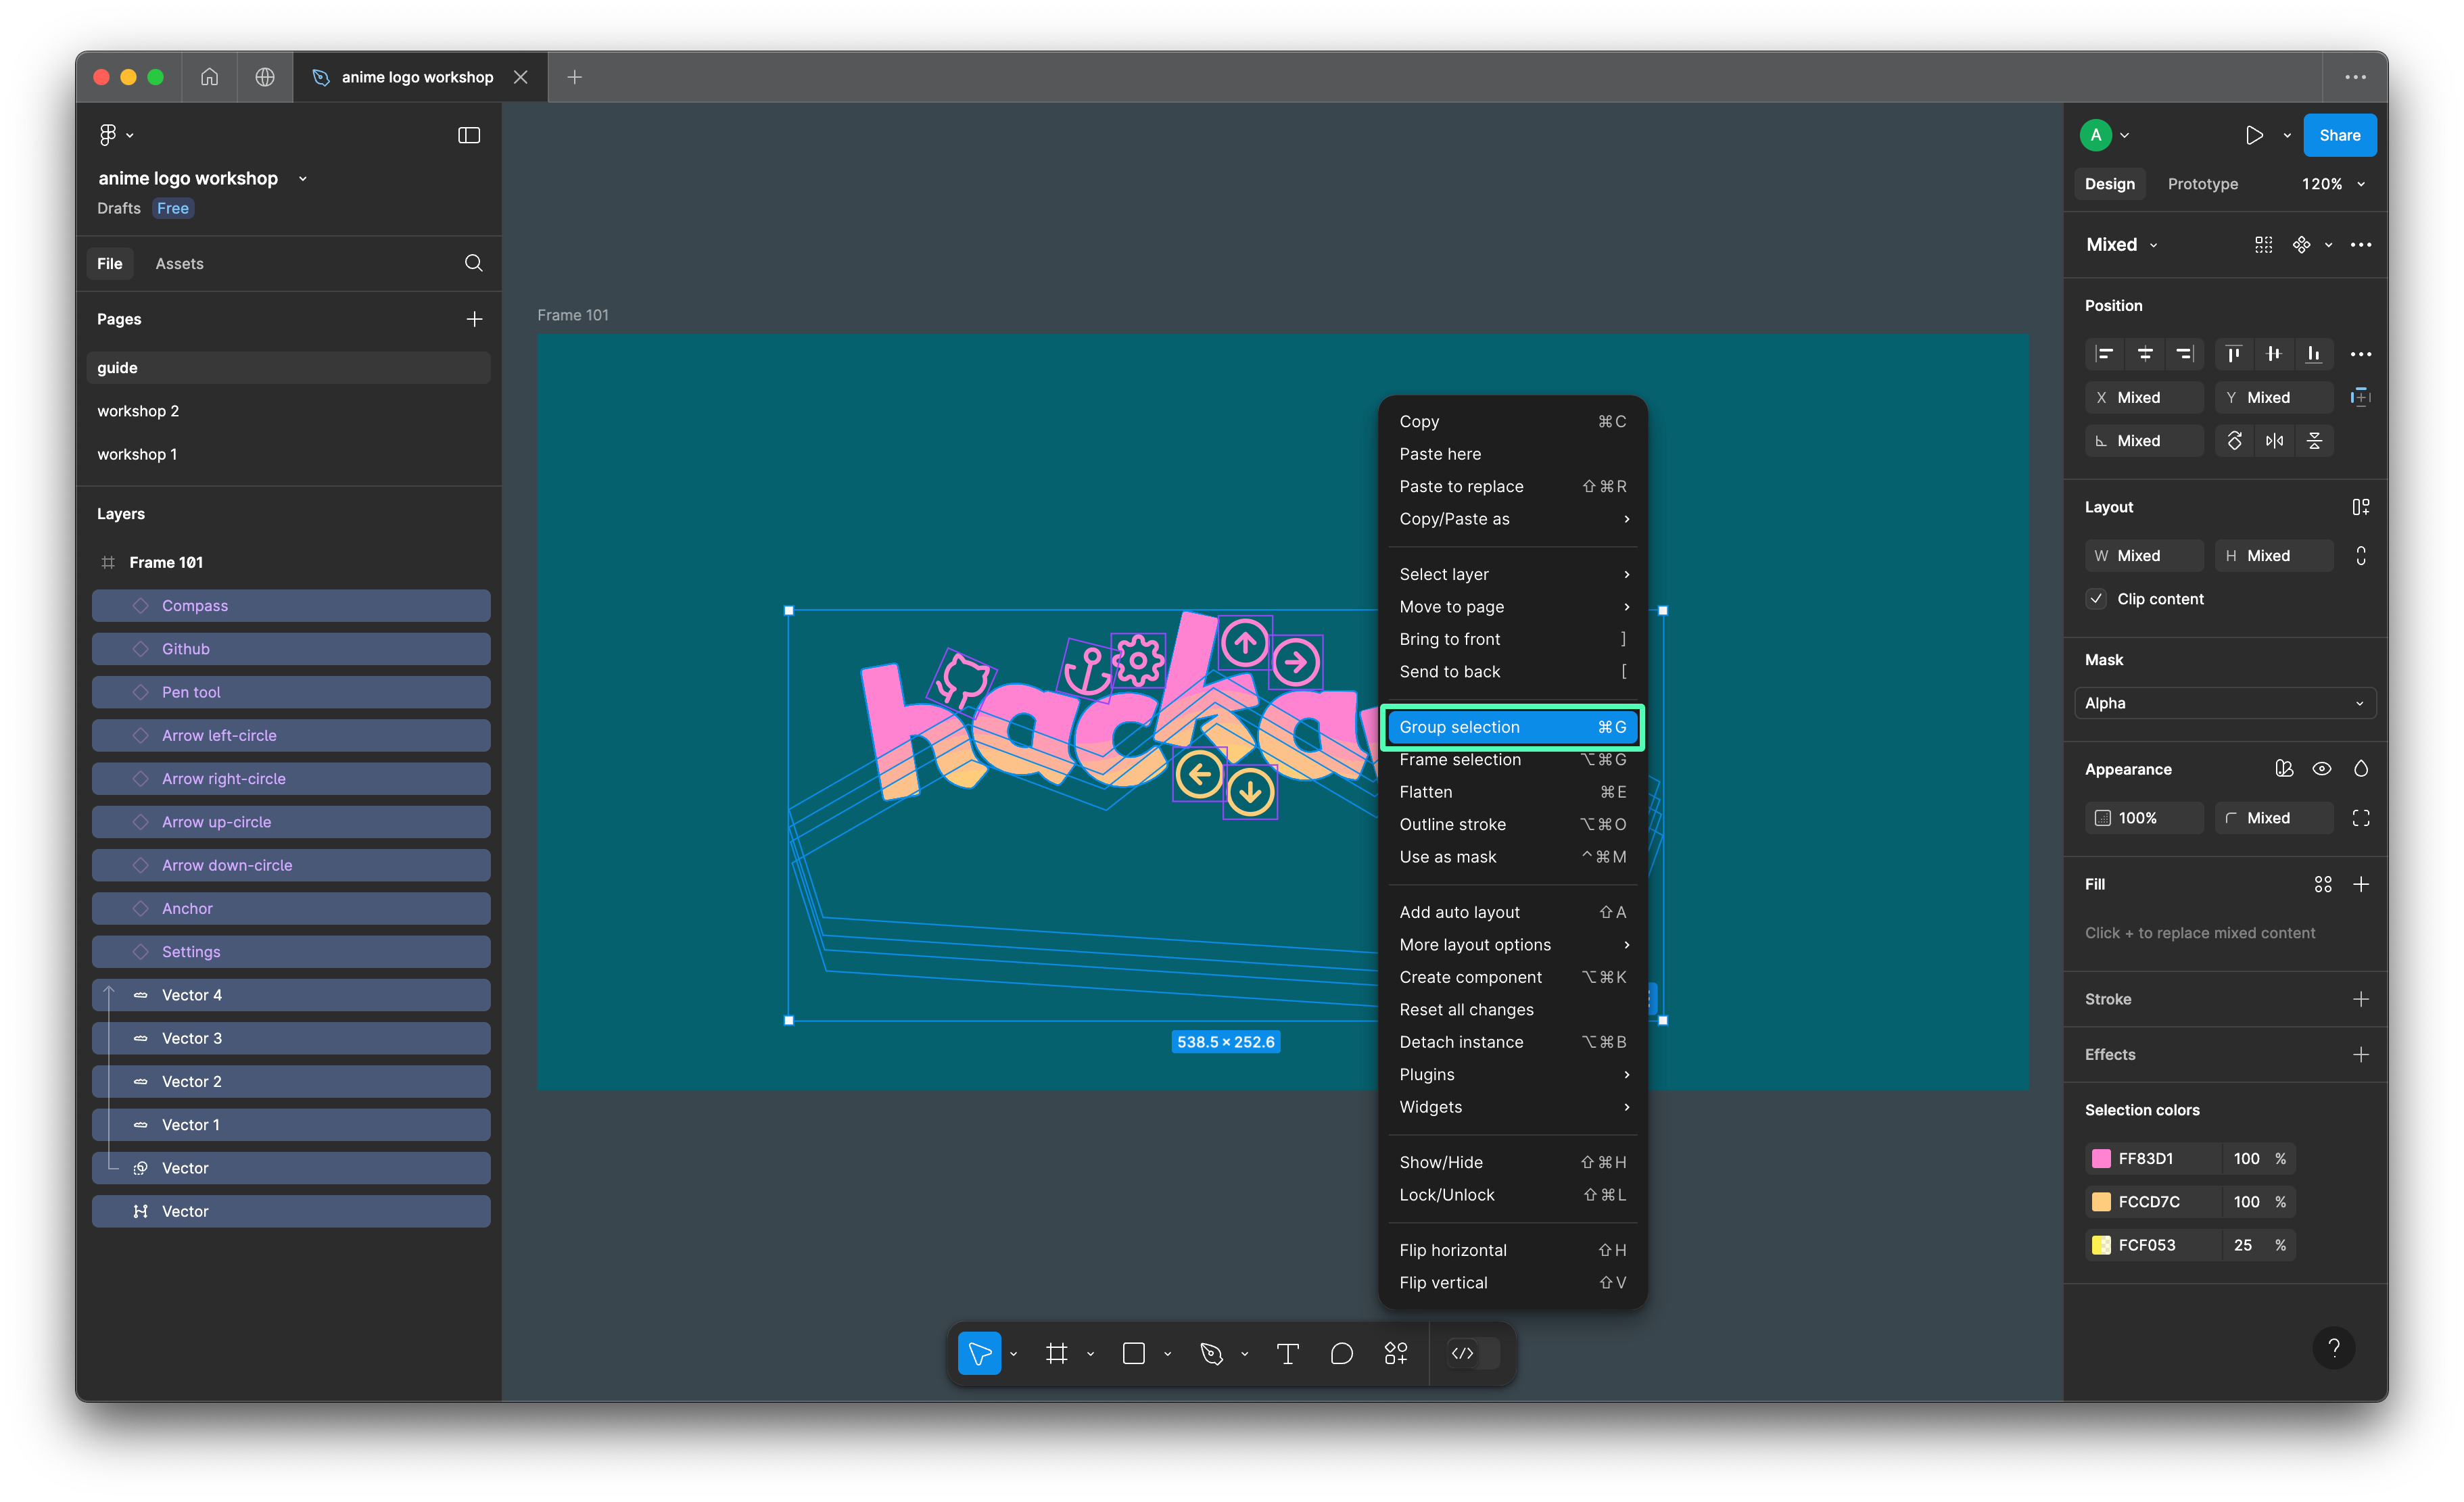 anime logo workshop
anime logo workshop
Drafts Free
File Assets
Pages
guide
workshop 2
workshop 1
Layers
Frame 101
Compass
Github
Pen tool
Arrow left-circle
Arrow right-circle
Arrow up-circle
Arrow down-circle
Anchor
Settings
Vector 4
Vector 3
Vector 2
Vector 1
Vector
Vector
Frame 101
538.5 × 252.6
Copy ⌘C
Paste here
Paste to replace ⇧⌘R
Copy/Paste as
Select layer
Move to page
Bring to front ]
Send to back [
Group selection ⌘G
Frame selection ⌥⌘G
Flatten ⌘E
Outline stroke ⌥⌘O
Use as mask ^⌘M
Add auto layout ⇧A
More layout options
Create component ⌥⌘K
Reset all changes
Detach instance ⌥⌘B
Plugins
Widgets
Show/Hide ⇧⌘H
Lock/Unlock ⇧⌘L
Flip horizontal ⇧H
Flip vertical ⇧V
A Share
Design Prototype 120%
Mixed
Position
X Mixed Y Mixed
Mixed
Layout
W Mixed H Mixed
Clip content
Mask
Alpha
Appearance
100% Mixed
Fill
Click + to replace mixed content
Stroke
Effects
Selection colors
FF83D1 100 %
FCCD7C 100 %
FCF053 25 %
?